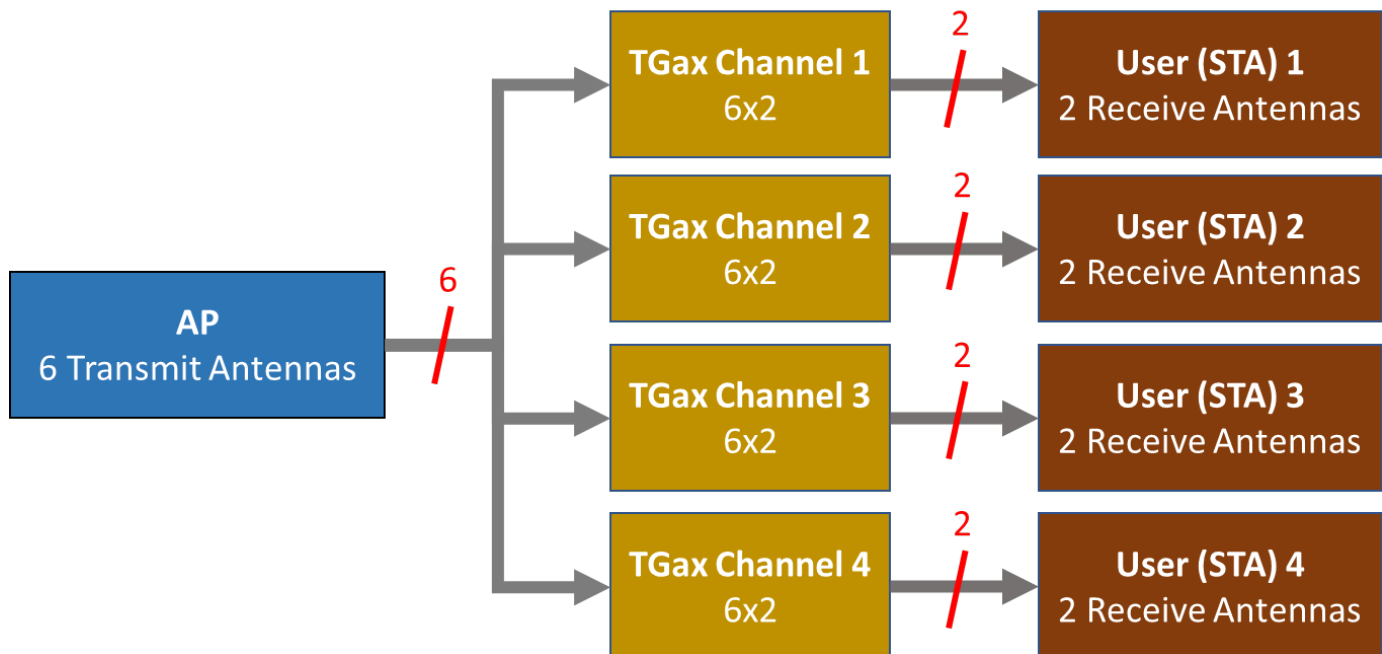 AP
6 Transmit Antennas
6
TGax Channel 1
6x2
2
User (STA) 1
2 Receive Antennas
TGax Channel 2
6x2
2
User (STA) 2
2 Receive Antennas
TGax Channel 3
6x2
2
User (STA) 3
2 Receive Antennas
TGax Channel 4
6x2
2
User (STA) 4
2 Receive Antennas